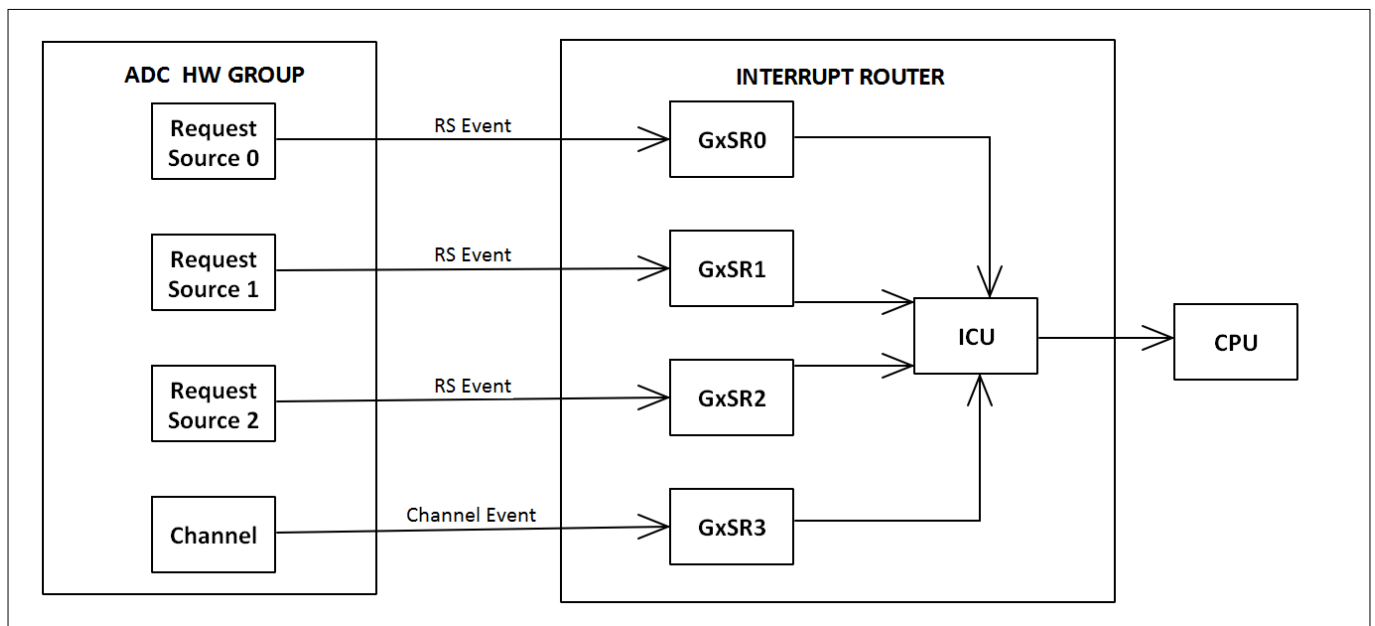 ADC HW GROUP
INTERRUPT ROUTER
Request
Source 0
RS Event
GxSR0
Request
Source 1
RS Event
GxSR1
ICU
CPU
Request
Source 2
RS Event
GxSR2
Channel
Channel Event
GxSR3